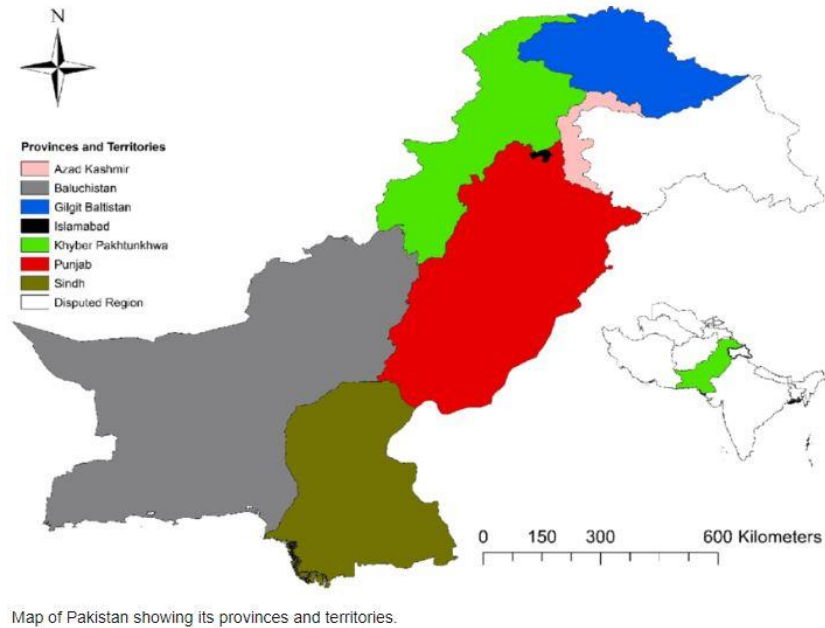 N
Provinces and Territories
Azad Kashmir
Baluchistan
Gilgit Baltistan
Islamabad
Khyber Pakhtunkhwa
Punjab
Sindh
Disputed Region
0 150 300 600 Kilometers
Map of Pakistan showing its provinces and territories.